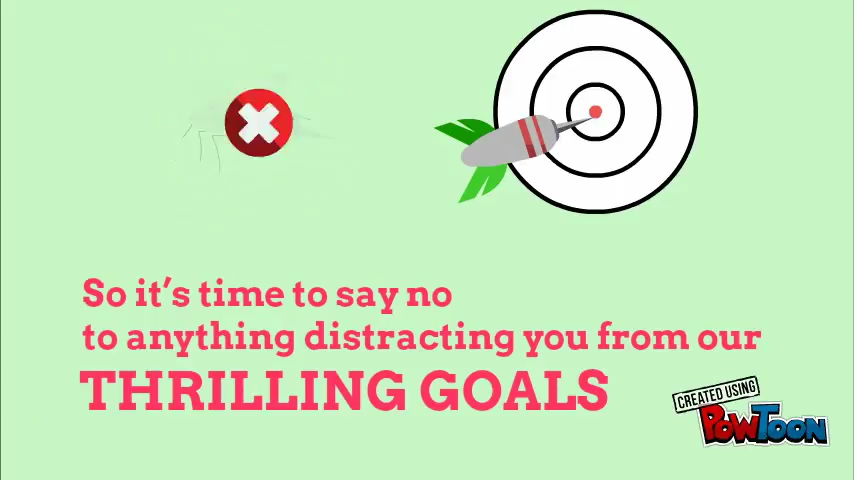 So it's time to say no
to anything distracting you from our
THRILLING GOALS
CREATED USING
POWTOON